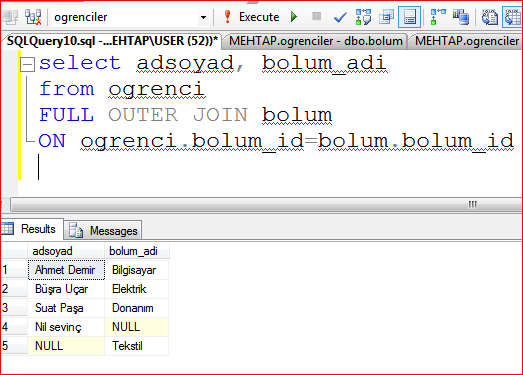 ogrenciler Execute
SQLQuery10.sql -...EHTAP\USER (52))* MEHTAP.ogrenciler - dbo.bolum MEHTAP.ogrenciler
select adsoyad, bolum_adi
from ogrenci
FULL OUTER JOIN bolum
ON ogrenci.bolum_id=bolum.bolum_id
Results Messages
adsoyad bolum_adi
1 Ahmet Demir Bilgisayar
2 Büşra Uçar Elektrik
3 Suat Paşa Donanım
4 Nil sevinç NULL
5 NULL Tekstil